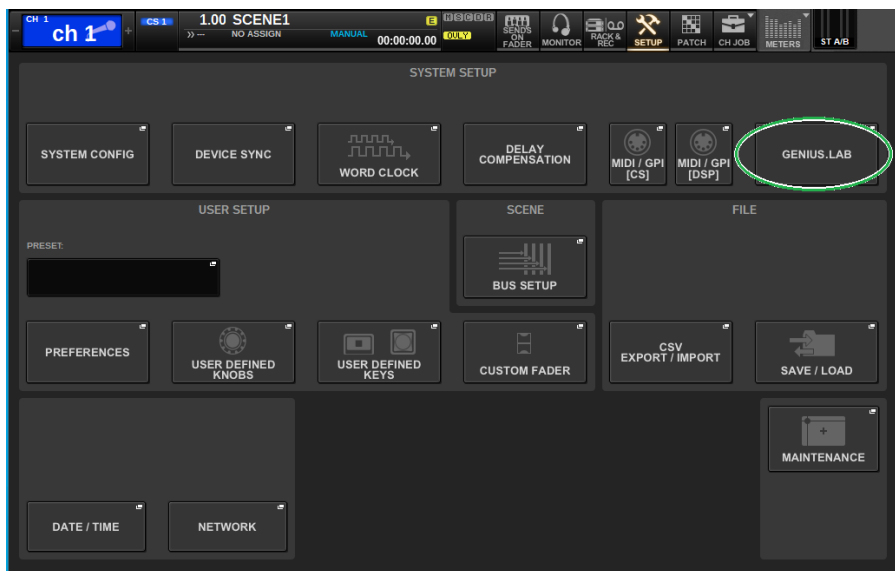 CH 1
ch 1
CS 1
1.00 SCENE1
E
NO ASSIGN
MANUAL
00:00:00.00
SENDS
ON
FADER
MONITOR
RACK &
REC
SETUP
PATCH
CH JOB
METERS
ST A/B
SYSTEM SETUP
SYSTEM CONFIG
DEVICE SYNC
WORD CLOCK
DELAY
COMPENSATION
MIDI / GPI
[CS]
MIDI / GPI
[DSP]
GENIUS.LAB
USER SETUP
SCENE
FILE
PRESET:
BUS SETUP
PREFERENCES
USER DEFINED
KNOBS
USER DEFINED
KEYS
CUSTOM FADER
CSV
EXPORT / IMPORT
SAVE / LOAD
MAINTENANCE
DATE / TIME
NETWORK